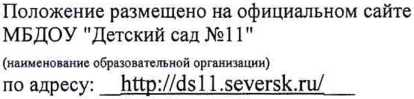 Положение размещено на официальном сайте
МБДОУ "Детский сад №11"
(наименование образовательной организации)
по адресу: http://ds11.seversk.ru/